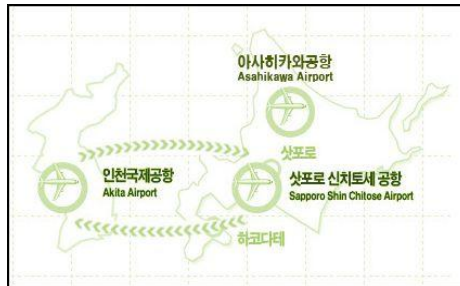 아사히카와공항
Asahikawa Airport
삿포로
인천국제공항
Akita Airport
삿포로 신치토세 공항
Sapporo Shin Chitose Airport
하코다테